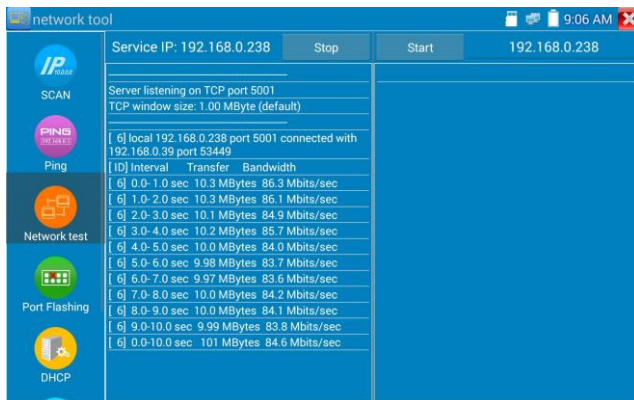 network tool
9:06 AM
Service IP: 192.168.0.238
Stop
Start
192.168.0.238
IP
10.0.0.0
SCAN
PING
Ping
Network test
Port Flashing
DHCP
Server listening on TCP port 5001
TCP window size: 1.00 MByte (default)
[ 6] local 192.168.0.238 port 5001 connected with
192.168.0.39 port 53449
[ ID] Interval Transfer Bandwidth
[ 6] 0.0- 1.0 sec 10.3 MBytes 86.3 Mbits/sec
[ 6] 1.0- 2.0 sec 10.3 MBytes 86.1 Mbits/sec
[ 6] 2.0- 3.0 sec 10.1 MBytes 84.9 Mbits/sec
[ 6] 3.0- 4.0 sec 10.2 MBytes 85.7 Mbits/sec
[ 6] 4.0- 5.0 sec 10.0 MBytes 84.0 Mbits/sec
[ 6] 5.0- 6.0 sec 9.98 MBytes 83.7 Mbits/sec
[ 6] 6.0- 7.0 sec 9.97 MBytes 83.6 Mbits/sec
[ 6] 7.0- 8.0 sec 10.0 MBytes 84.2 Mbits/sec
[ 6] 8.0- 9.0 sec 10.0 MBytes 84.1 Mbits/sec
[ 6] 9.0-10.0 sec 9.99 MBytes 83.8 Mbits/sec
[ 6] 0.0-10.0 sec 101 MBytes 84.6 Mbits/sec